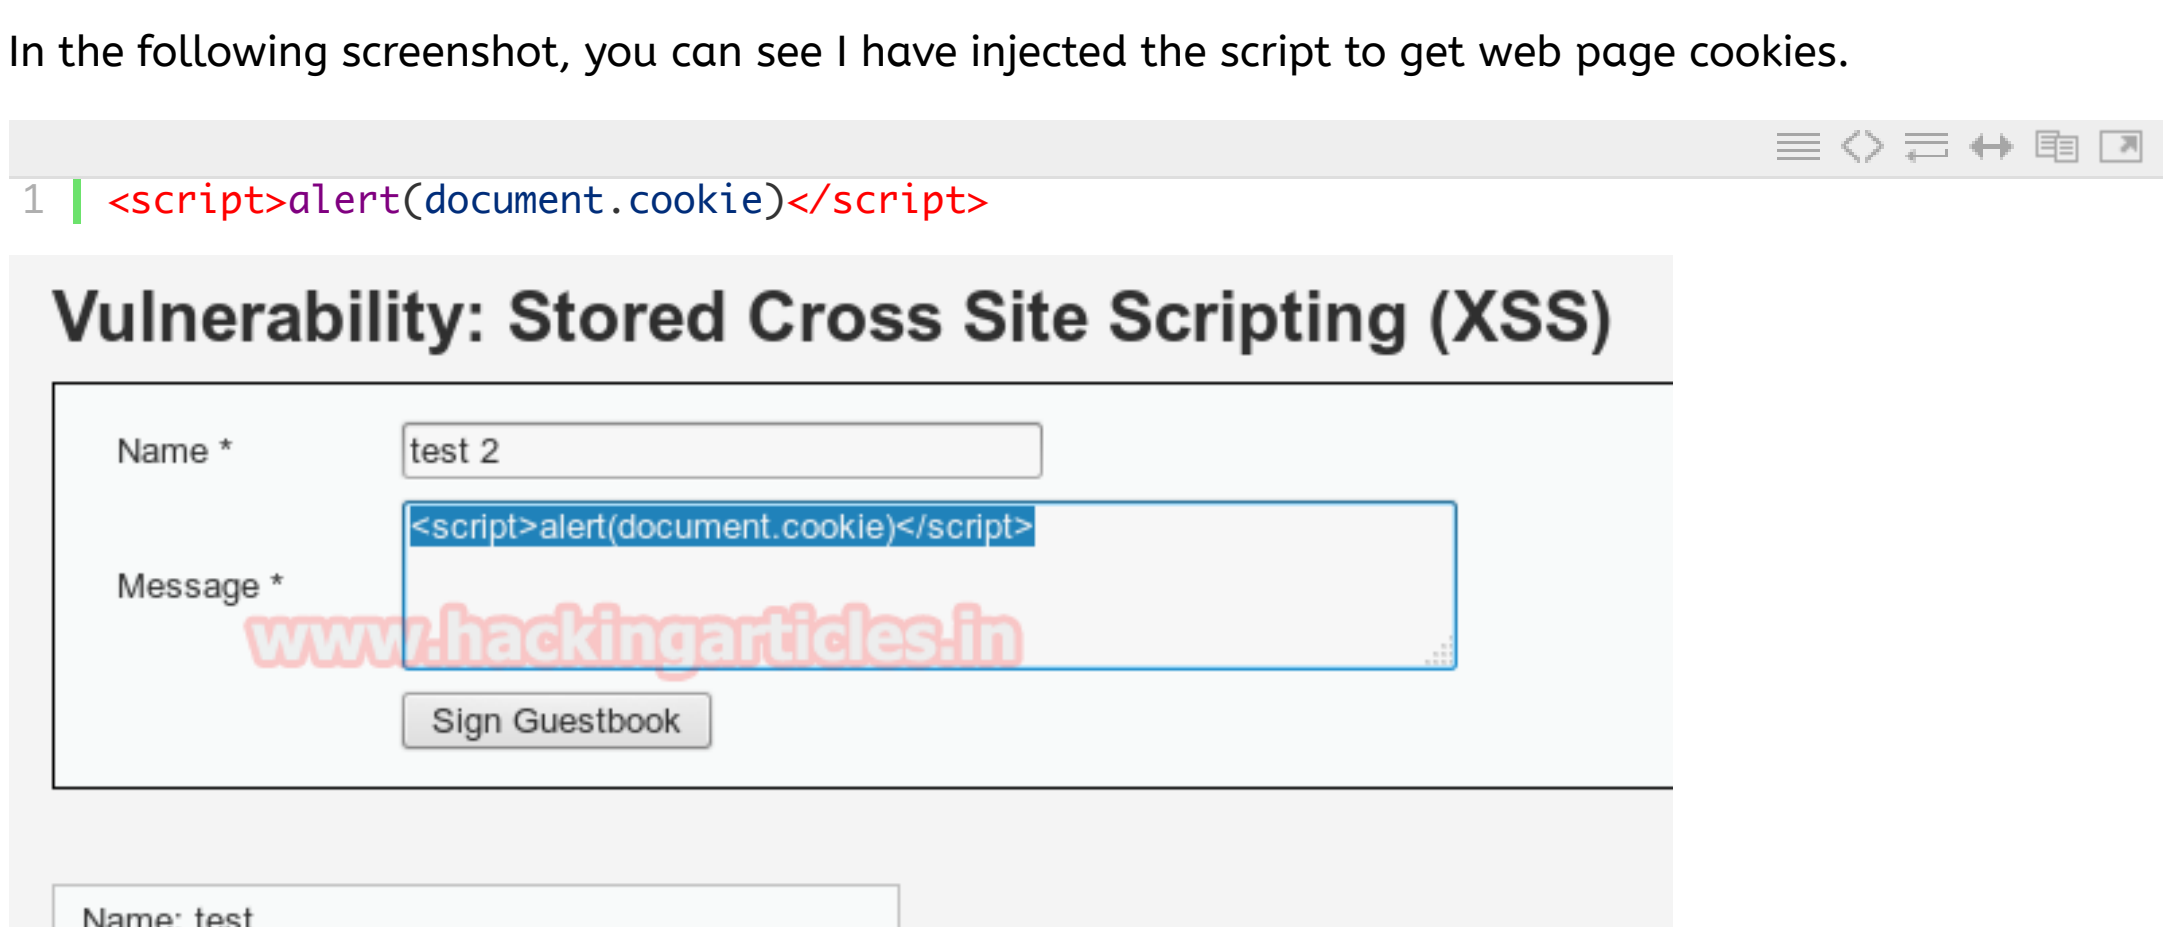 In the following screenshot, you can see I have injected the script to get web page cookies.
1 <script>alert(document.cookie)</script>
Vulnerability: Stored Cross Site Scripting (XSS)
Name * test 2
<script>alert(document.cookie)</script>
Message *
www.hackingarticles.in
Sign Guestbook
Name: test